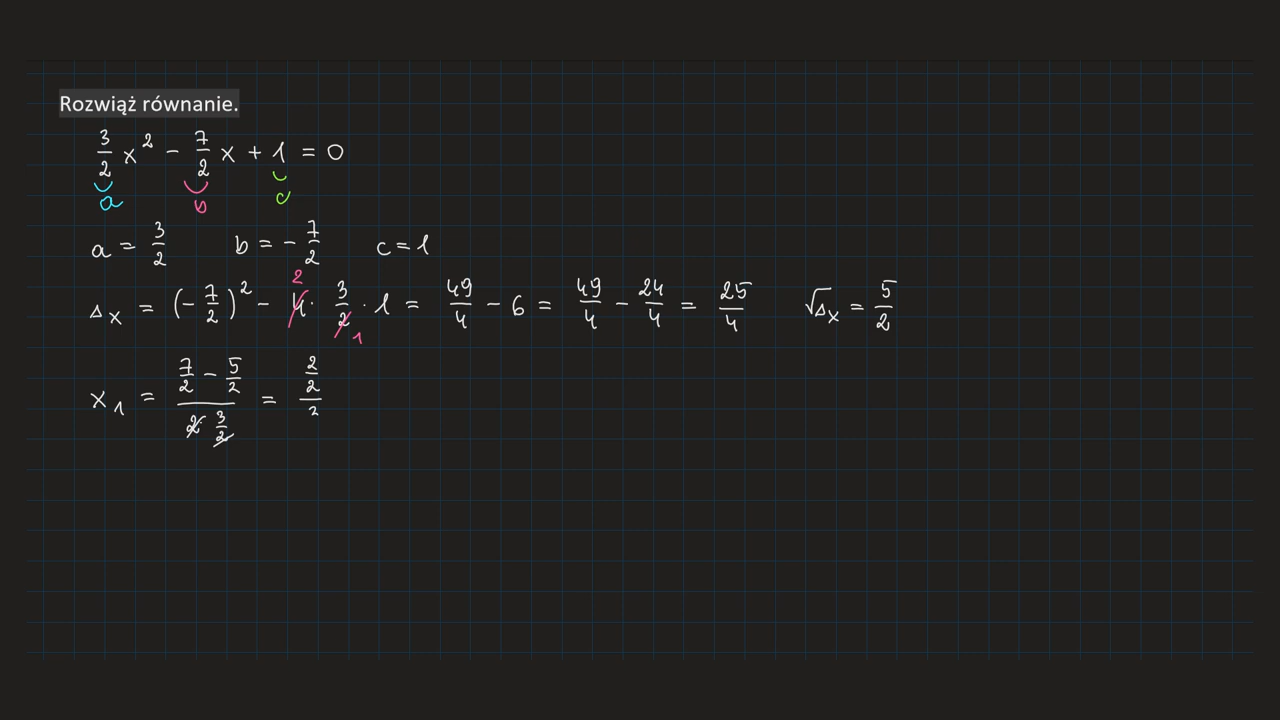 Rozwiąż równanie.
3/2 x² − 7/2 x + 1 = 0
a b c
a = 3/2 b = − 7/2 c = 1
Δx = (− 7/2)² − 4 · 3/2 · 1 = 49/4 − 6 = 49/4 − 24/4 = 25/4 √Δx = 5/2
2 1
x₁ = (7/2 − 5/2)/(2 3/2) = (2/2)/